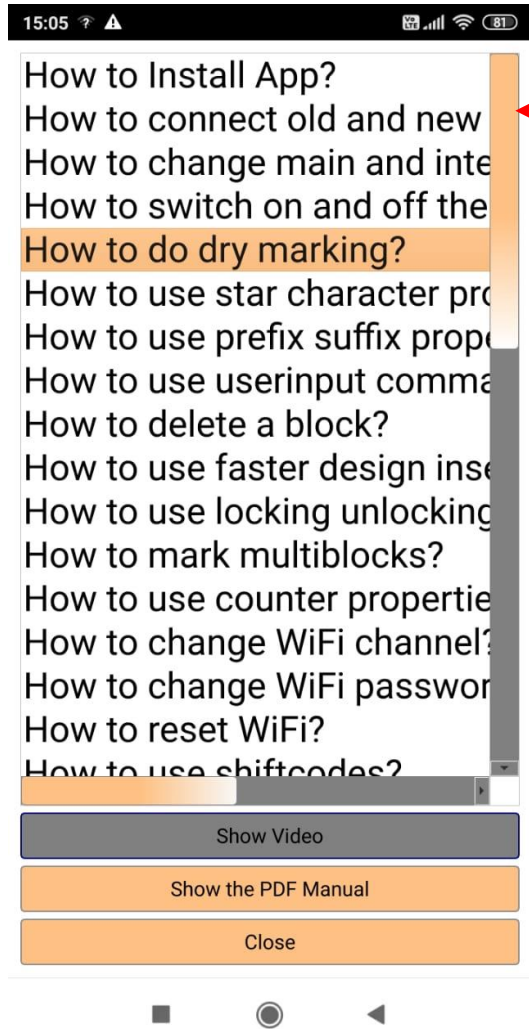 15:05 ? 81
How to Install App?
How to connect old and new
How to change main and inte
How to switch on and off the
How to do dry marking?
How to use star character pro
How to use prefix suffix prope
How to use userinput comma
How to delete a block?
How to use faster design inse
How to use locking unlocking
How to mark multiblocks?
How to use counter propertie
How to change WiFi channel?
How to change WiFi passwor
How to reset WiFi?
How to use shiftcodes?
Show Video
Show the PDF Manual
Close